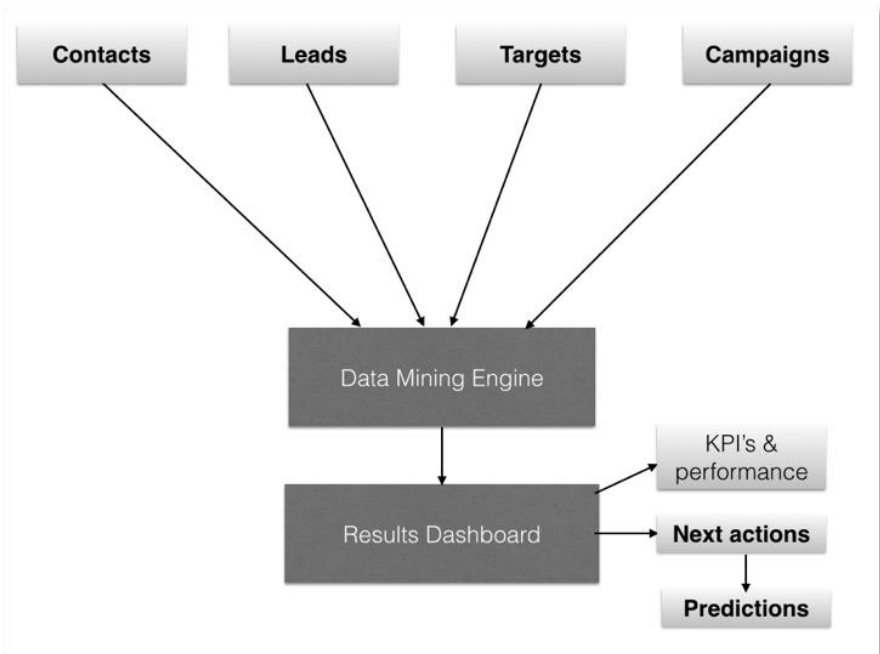 Contacts
Leads
Targets
Campaigns
Data Mining Engine
KPI's &
performance
Results Dashboard
Next actions
Predictions